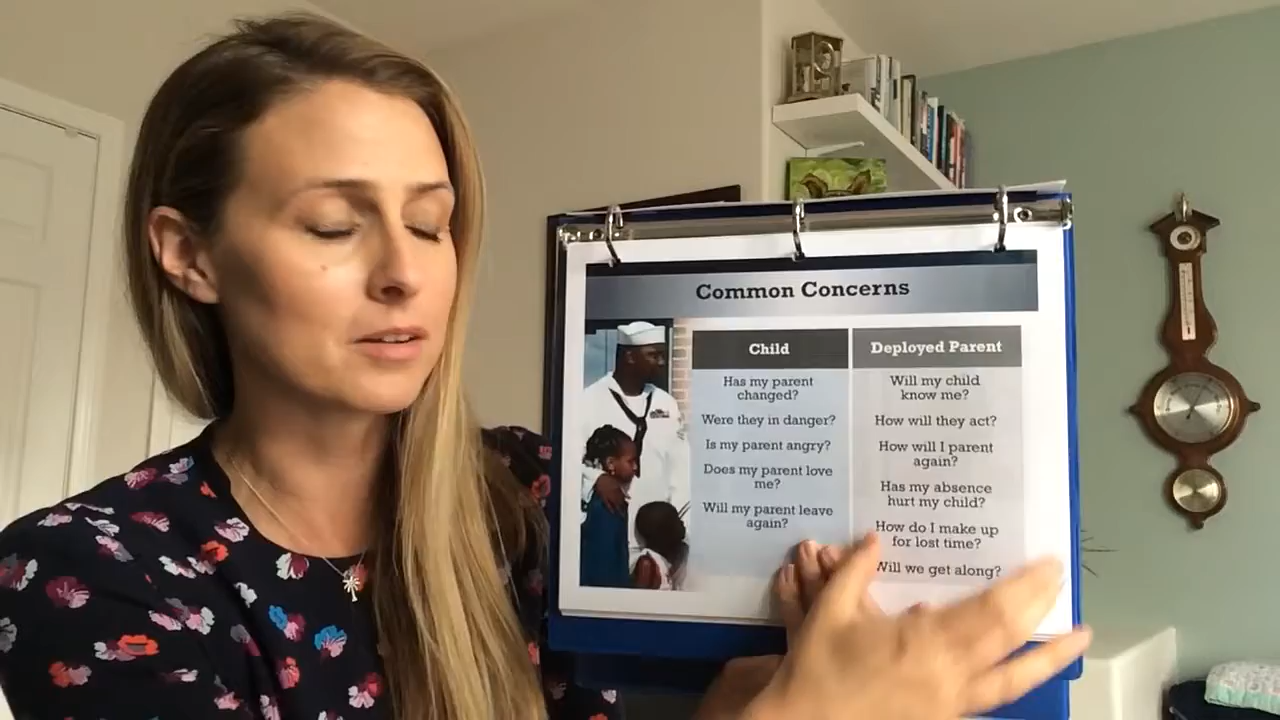 Common Concerns
Child
Has my parent
changed?
Were they in danger?
Is my parent angry?
Does my parent love
me?
Will my parent leave
again?
Deployed Parent
Will my child
know me?
How will they act?
How will I parent
again?
Has my absence
hurt my child?
How do I make up
for lost time?
Will we get along?